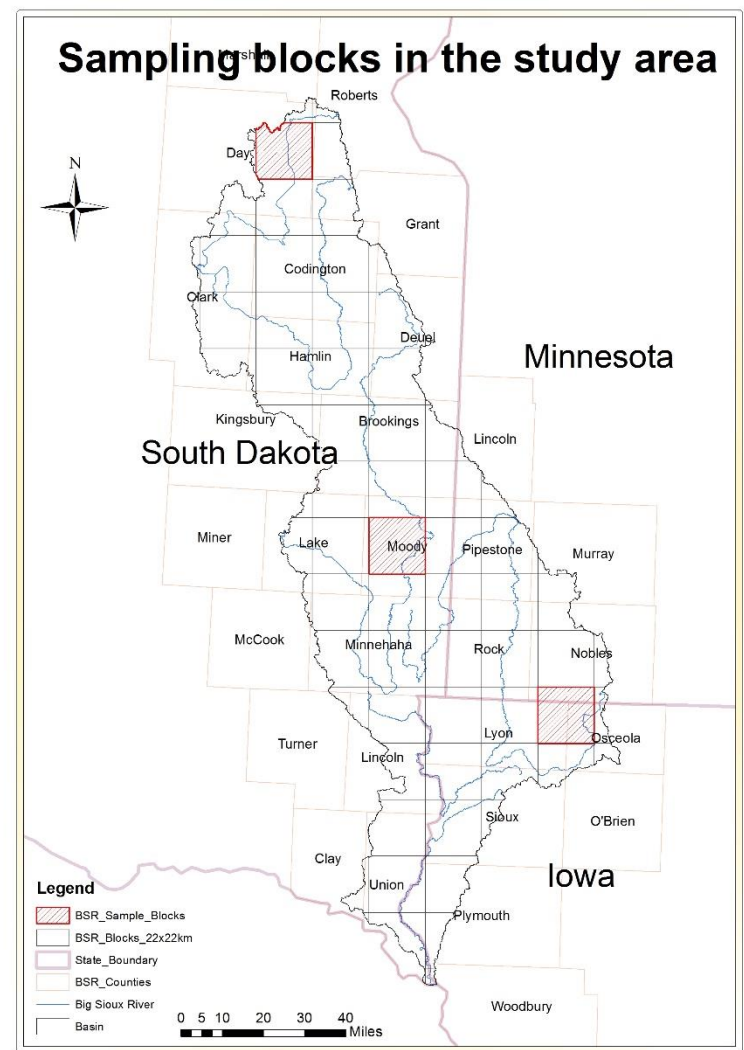 Sampling blocks in the study area
Marshall
Roberts
Day
N
Grant
Codington
Clark
Deuel
Hamlin
Minnesota
Kingsbury
Brookings
Lincoln
South Dakota
Miner
Lake
Moody
Pipestone
Murray
McCook
Minnehaha
Rock
Nobles
Turner
Lincoln
Lyon
Osceola
Sioux
O'Brien
Clay
Union
Iowa
Plymouth
Woodbury
Legend
BSR_Sample_Blocks
BSR_Blocks_22x22km
State_Boundary
BSR_Counties
Big Sioux River
Basin
0 5 10 20 30 40
Miles